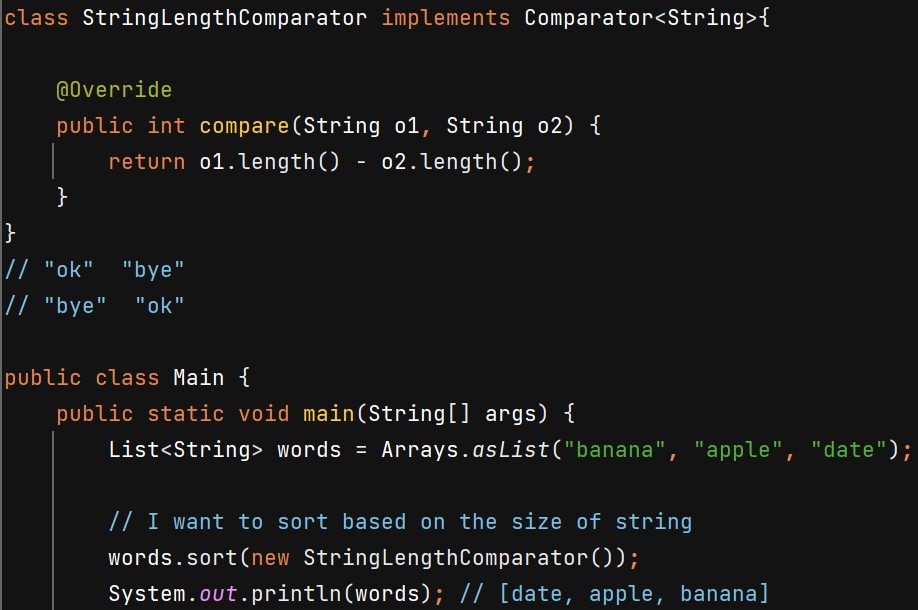 class StringLengthComparator implements Comparator<String>{
@Override
public int compare(String o1, String o2) {
return o1.length() - o2.length();
}
}
// "ok"  "bye"
// "bye"  "ok"
public class Main {
public static void main(String[] args) {
List<String> words = Arrays.asList("banana", "apple", "date");
// I want to sort based on the size of string
words.sort(new StringLengthComparator());
System.out.println(words); // [date, apple, banana]